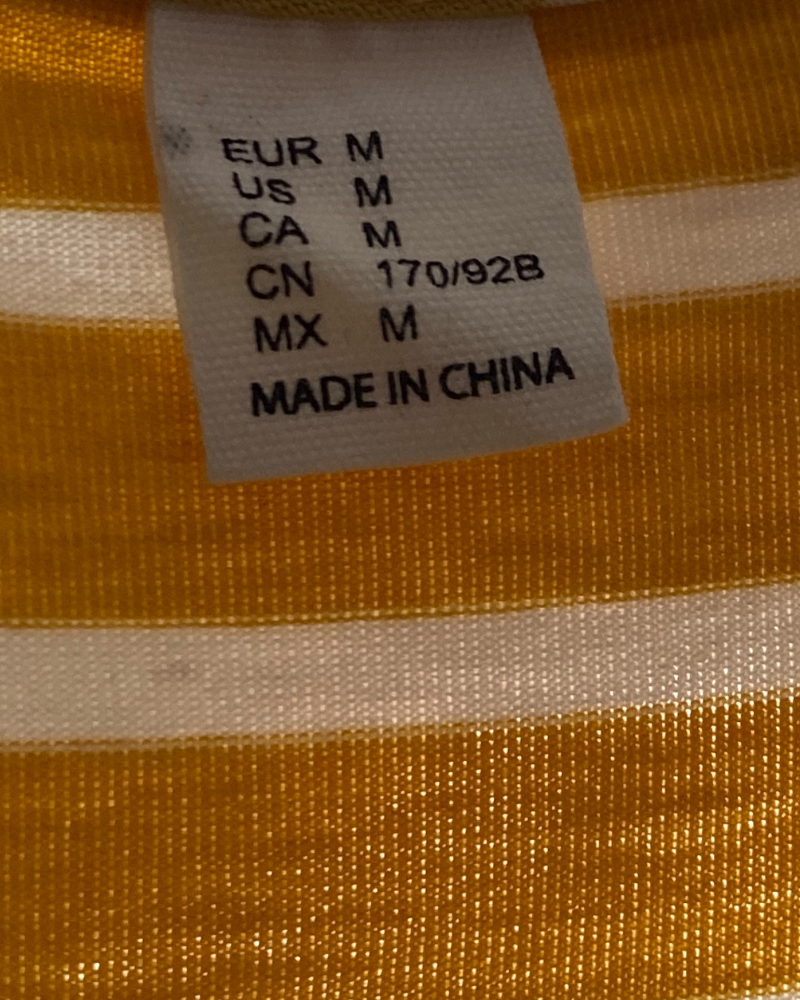 EUR M
US M
CA M
CN 170/92B
MX M
MADE IN CHINA